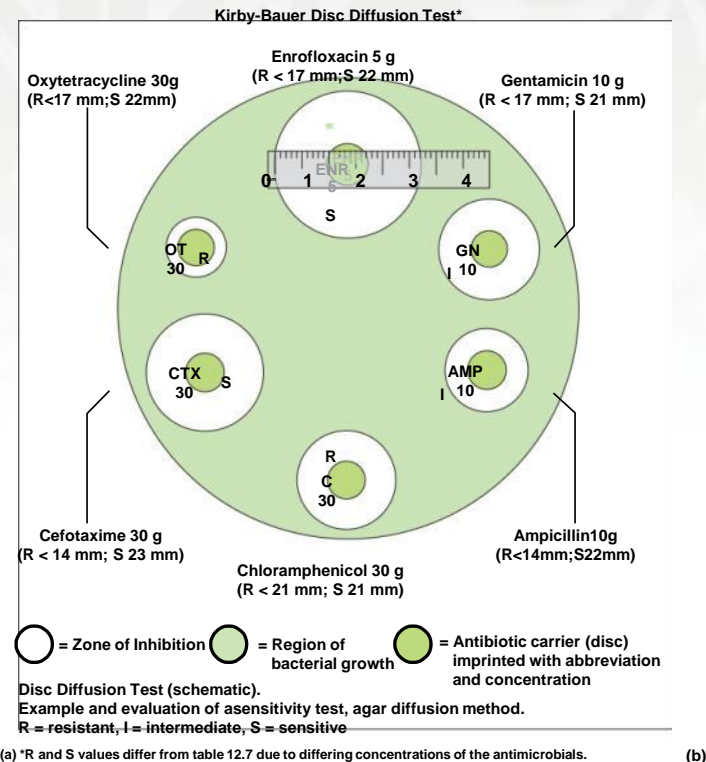 Kirby-Bauer Disc Diffusion Test*
Enrofloxacin 5 g
(R < 17 mm;S 22 mm)
Oxytetracycline 30g
(R<17 mm;S 22mm)
Gentamicin 10 g
(R < 17 mm; S 21 mm)
ENR
5
0 1 2 3 4
S
OT
30
R
GN
10
I
CTX
30
S
AMP
10
I
R
C
30
Cefotaxime 30 g
(R < 14 mm; S 23 mm)
Ampicillin10g
(R<14mm;S22mm)
Chloramphenicol 30 g
(R < 21 mm; S 21 mm)
= Zone of Inhibition
= Region of
bacterial growth
= Antibiotic carrier (disc)
imprinted with abbreviation
and concentration
Disc Diffusion Test (schematic).
Example and evaluation of asensitivity test, agar diffusion method.
R = resistant, I = intermediate, S = sensitive
(a) *R and S values differ from table 12.7 due to differing concentrations of the antimicrobials.
(b)